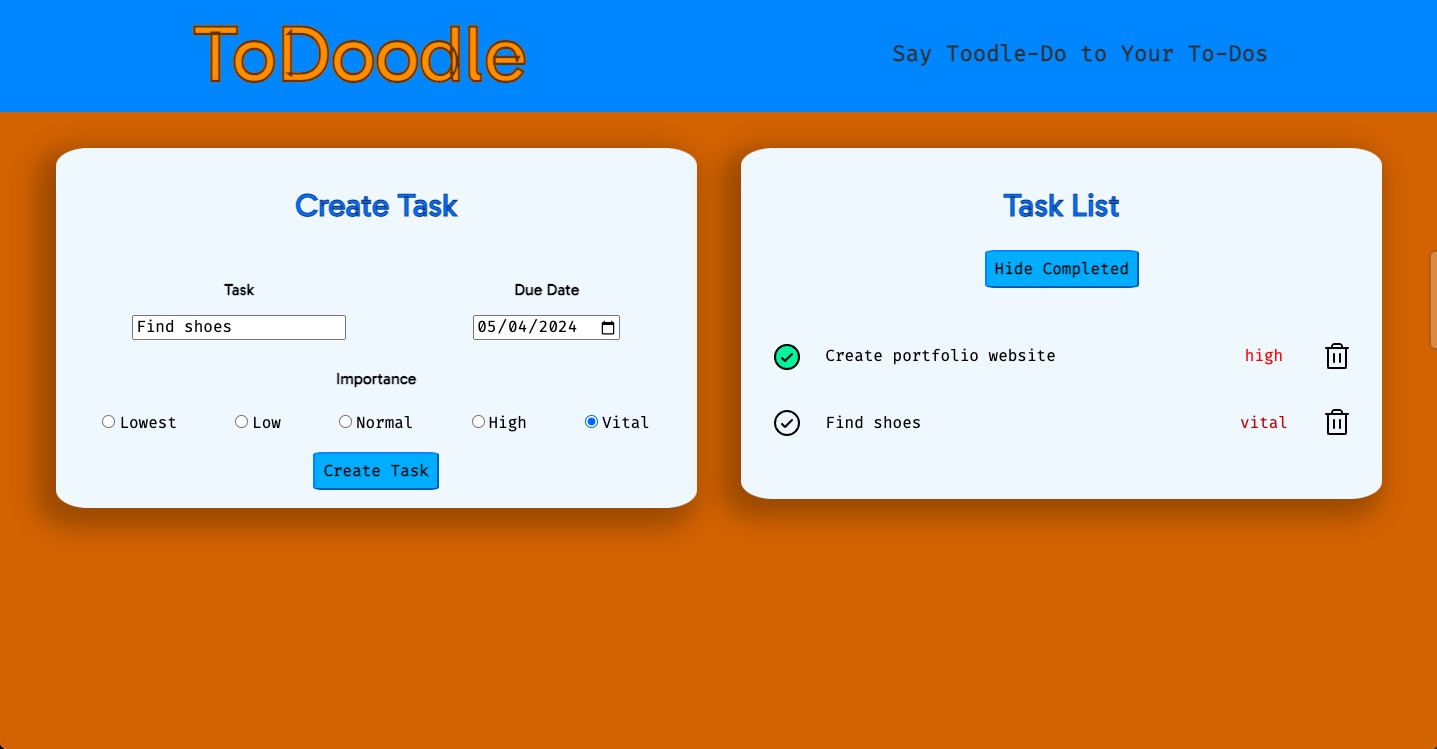 ToDoodle
Say Toodle-Do to Your To-Dos
Create Task
Task
Due Date
Find shoes
05/04/2024
Importance
Lowest Low Normal High Vital
Create Task
Task List
Hide Completed
Create portfolio website high
Find shoes vital